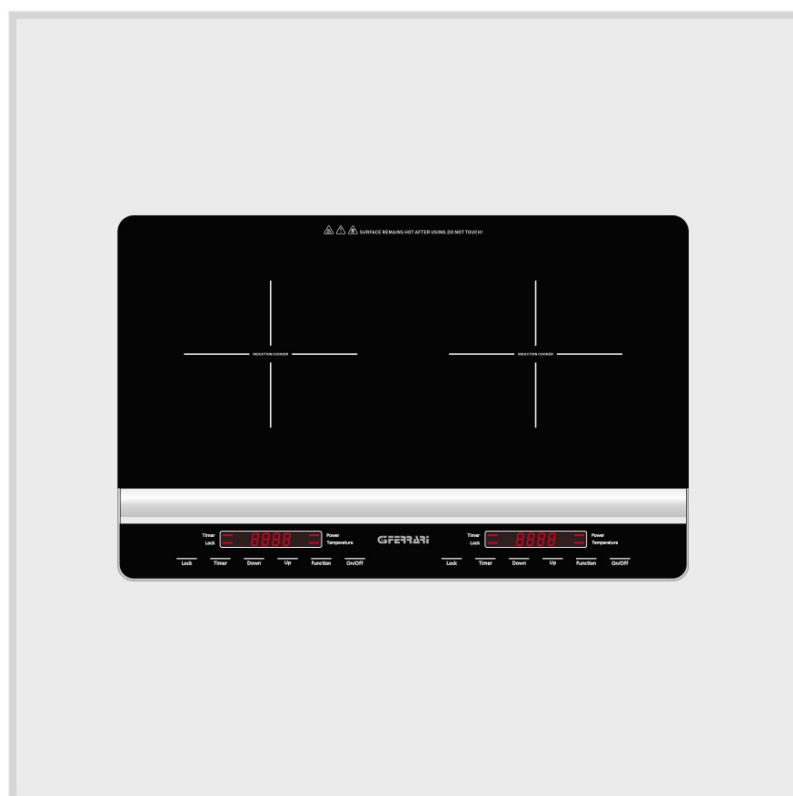 SURFACE REMAINS HOT AFTER USING.DO NOT TOUCH!
INDUCTION COOKER
INDUCTION COOKER
Timer 8888 Power
Lock Temperature
G3FERRARi
Timer 8888 Power
Lock Temperature
Lock Timer Down Up Function On/Off
Lock Timer Down Up Function On/Off